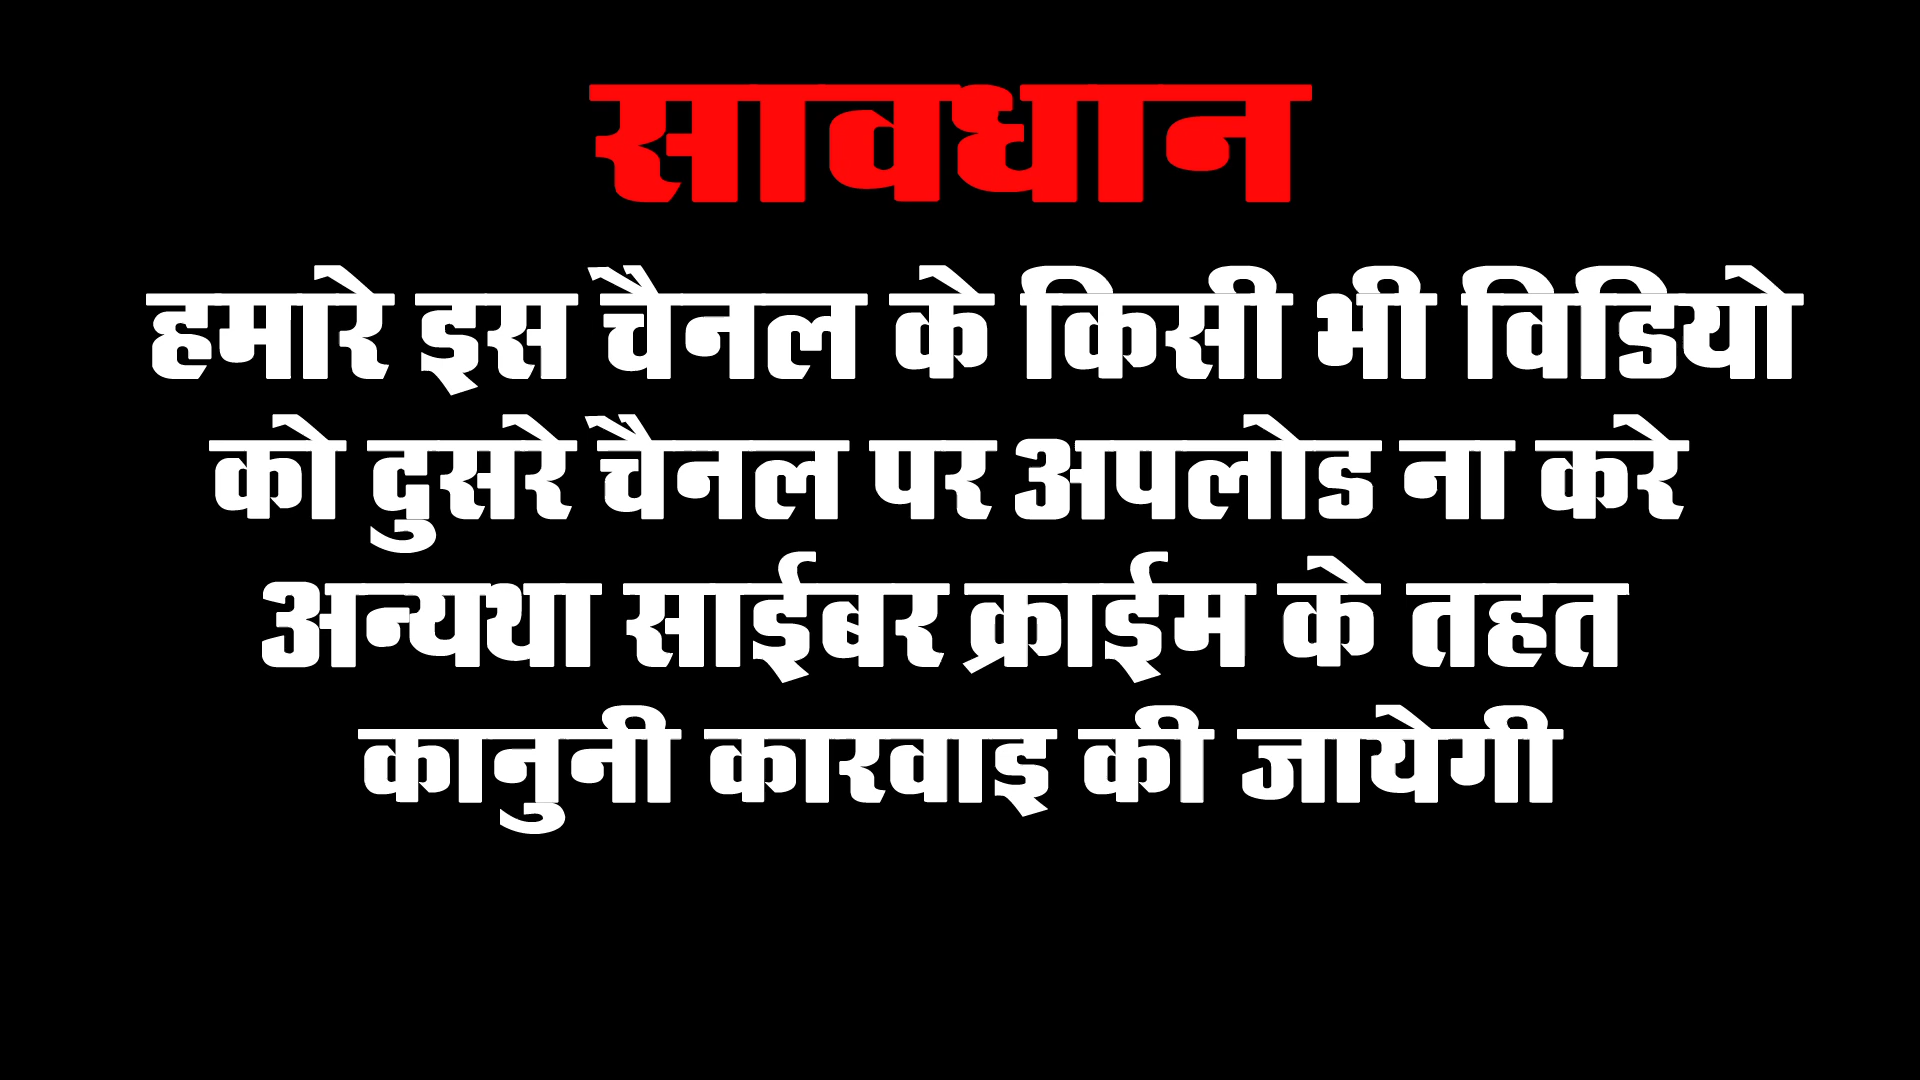 सावधान
हमारे इस चैनल के किसी भी विडियो
को दुसरे चैनल पर अपलोड ना करे
अन्यथा साईबर क्राईम के तहत
कानुनी कारवाइ की जायेगी